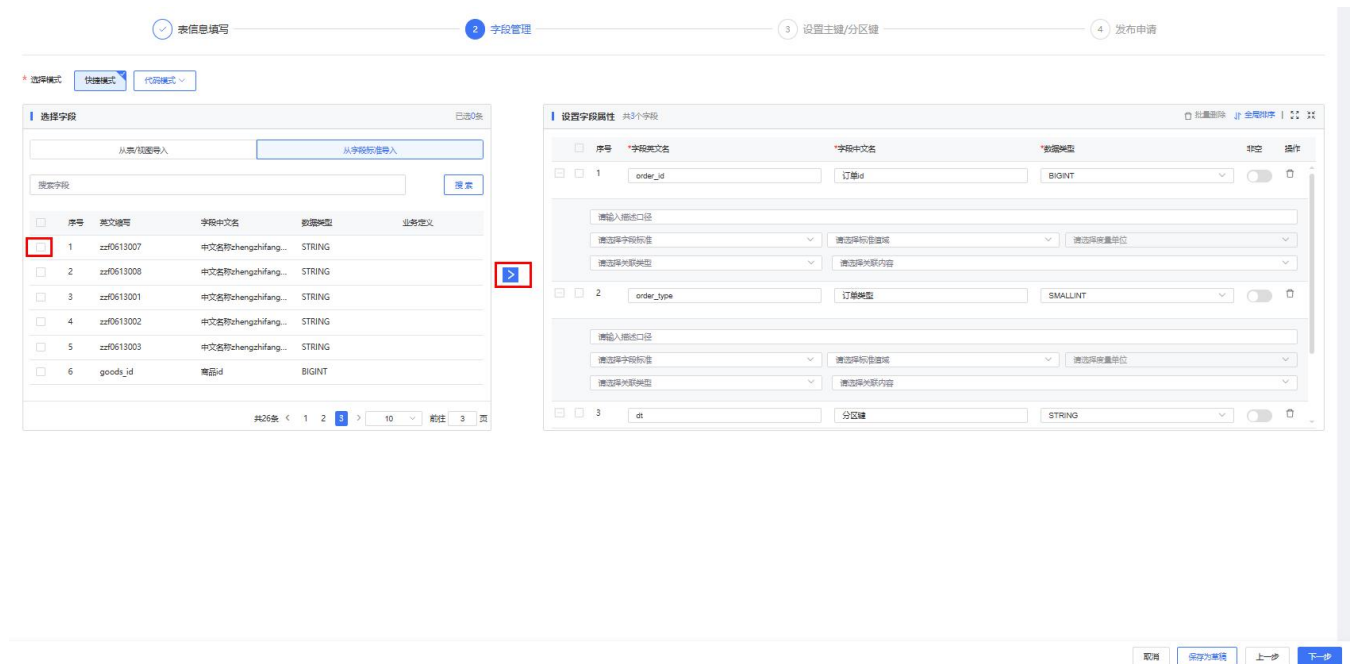 表信息填写 2 字段管理 3 设置主键/分区键 4 发布申请
* 选择模式 快捷模式 代码模式
选择字段 已选0条
从表/视图导入 从字段标准导入
搜索字段 搜索
序号 英文缩写 字段中文名 数据类型 业务定义
1 zzf0613007 中文名称zhengzhifang... STRING
2 zzf0613008 中文名称zhengzhifang... STRING
3 zzf0613001 中文名称zhengzhifang... STRING
4 zzf0613002 中文名称zhengzhifang... STRING
5 zzf0613003 中文名称zhengzhifang... STRING
6 goods_id 商品id BIGINT
共26条 < 1 2 3 > 10 前往 3 页
>
设置字段属性 共3个字段 批量删除 全局排序
序号 *字段英文名 *字段中文名 *数据类型 非空 操作
1 order_id 订单id BIGINT
请输入描述口径
请选择字段标准 请选择标准值域 请选择度量单位
请选择关联类型 请选择关联内容
2 order_type 订单类型 SMALLINT
请输入描述口径
请选择字段标准 请选择标准值域 请选择度量单位
请选择关联类型 请选择关联内容
3 dt 分区键 STRING
取消 保存为草稿 上一步 下一步